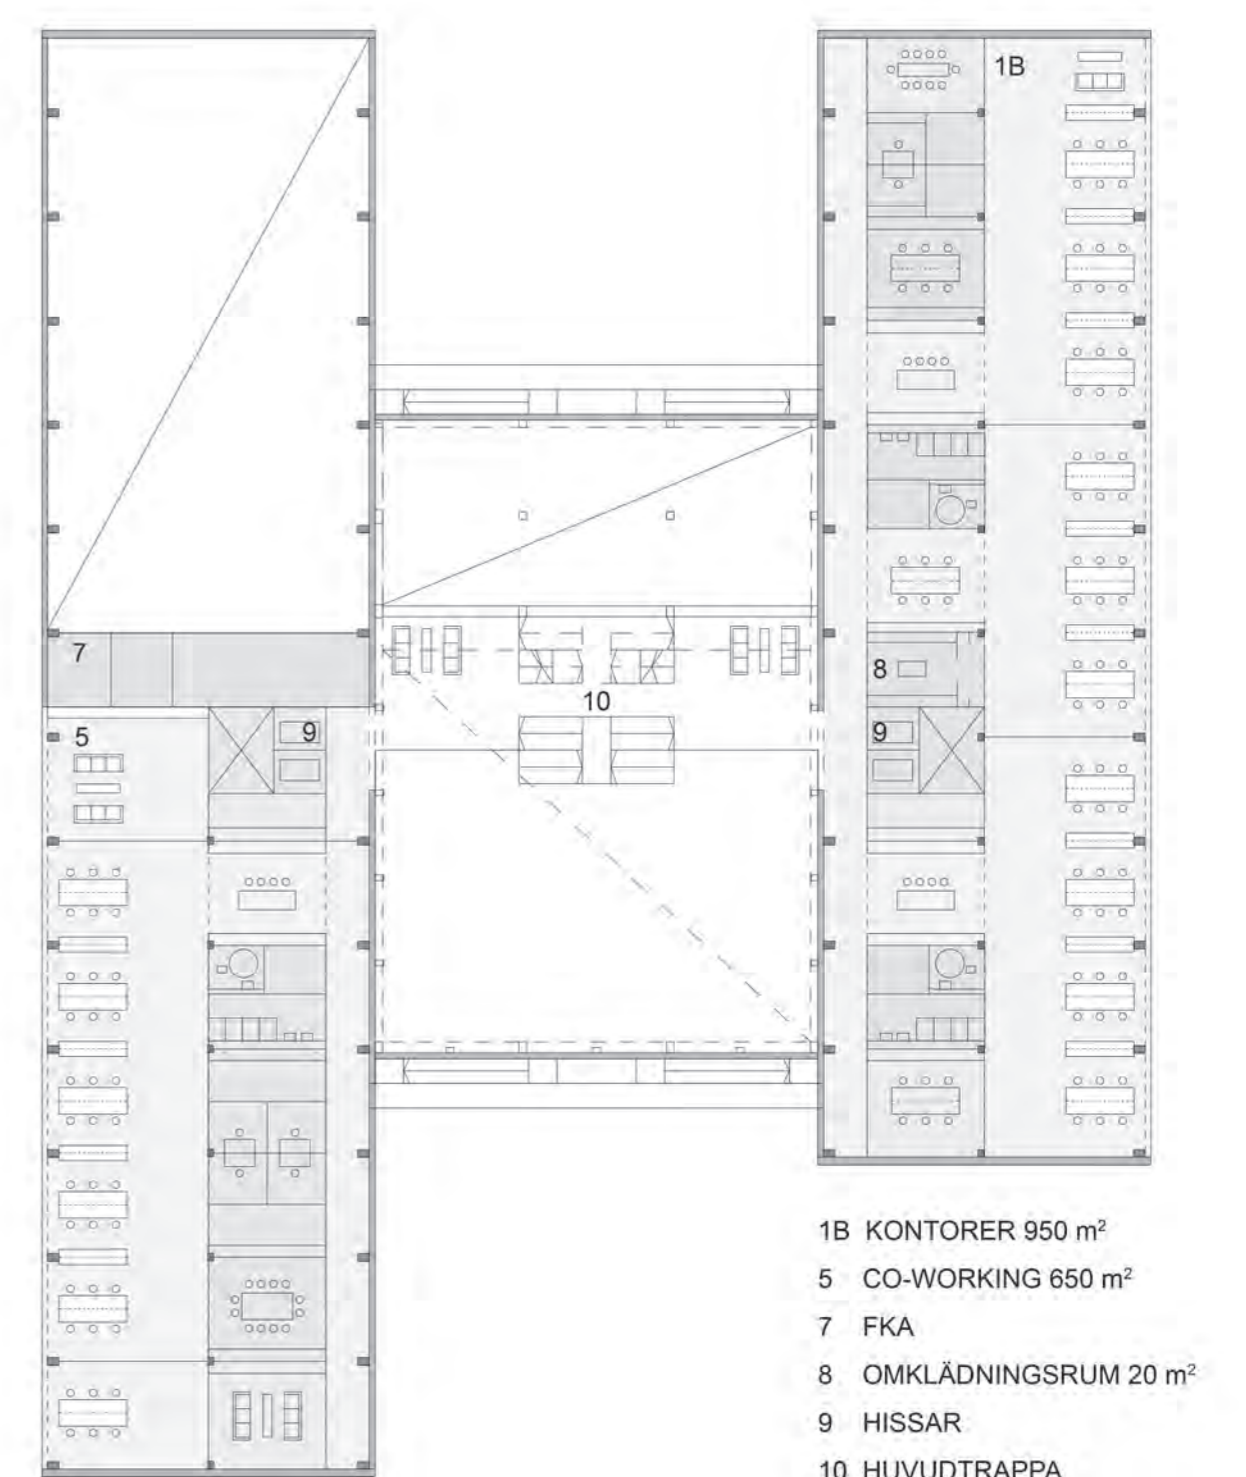 1B
7
8
10
5
9
9
1B KONTORER 950 m²
5 CO-WORKING 650 m²
7 FKA
8 OMKLÄDNINGSRUM 20 m²
9 HISSAR
10 HUVUDTRAPPA